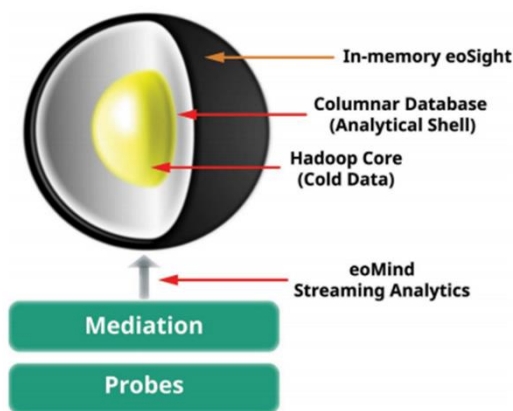 In-memory eoSight
Columnar Database
(Analytical Shell)
Hadoop Core
(Cold Data)
eoMind
Streaming Analytics
Mediation
Probes